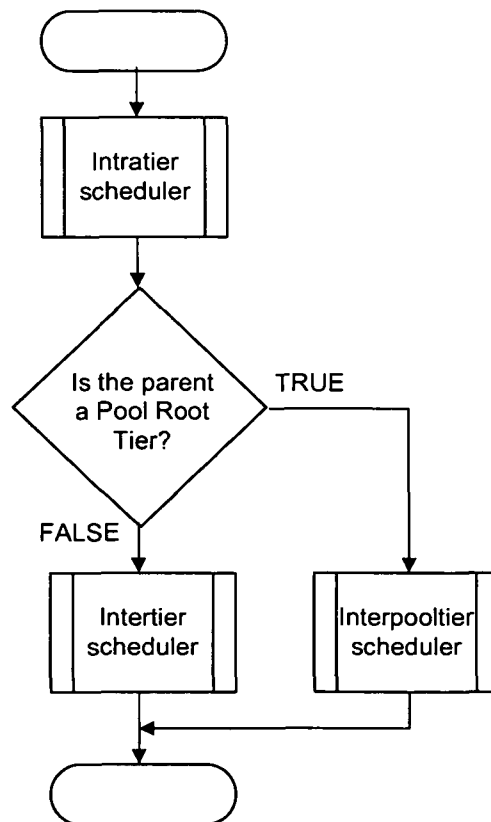 Intratier
scheduler
Is the parent
a Pool Root
Tier?
TRUE
FALSE
Intertier
scheduler
Interpooltier
scheduler